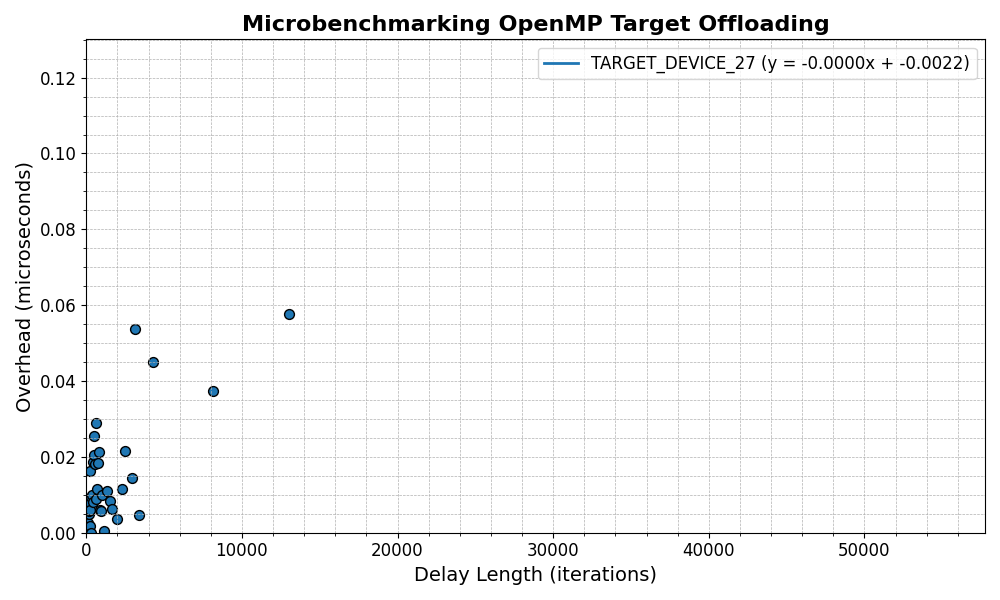 Microbenchmarking OpenMP Target Offloading
TARGET_DEVICE_27 (y = -0.0000x + -0.0022)
Overhead (microseconds)
0.12
0.10
0.08
0.06
0.04
0.02
0.00
0 10000 20000 30000 40000 50000
Delay Length (iterations)